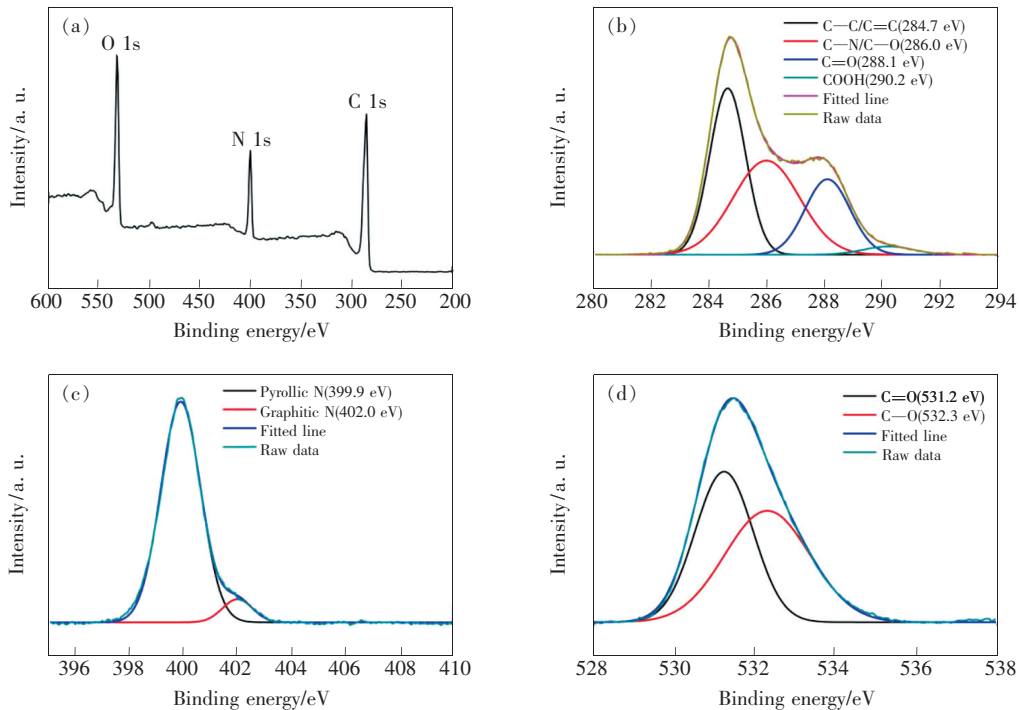 (a)
O 1s
N 1s
C 1s
Intensity/a. u.
600 550 500 450 400 350 300 250 200
Binding energy/eV
(b)
C—C/C=C(284.7 eV)
C—N/C—O(286.0 eV)
C=O(288.1 eV)
COOH(290.2 eV)
Fitted line
Raw data
Intensity/a. u.
280 282 284 286 288 290 292 294
Binding energy/eV
(c)
Pyrollic N(399.9 eV)
Graphitic N(402.0 eV)
Fitted line
Raw data
Intensity/a. u.
396 398 400 402 404 406 408 410
Binding energy/eV
(d)
C=O(531.2 eV)
C—O(532.3 eV)
Fitted line
Raw data
Intensity/a. u.
528 530 532 534 536 538
Binding energy/eV